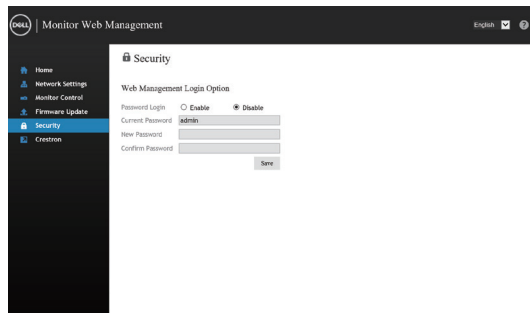 DELL
Monitor Web Management
English
?
Home
Network Settings
Monitor Control
Firmware Update
Security
Crestron
Security
Web Management Login Option
Password Login Enable Disable
Current Password admin
New Password
Confirm Password
Save